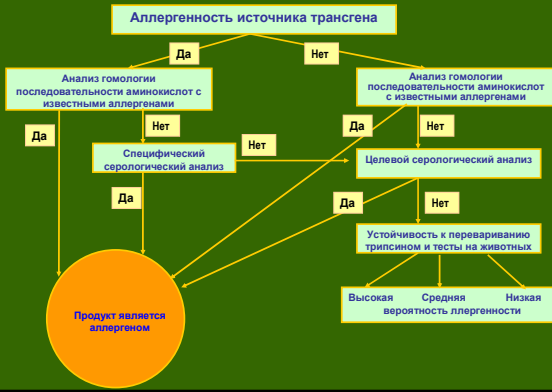 Аллергенность источника трансгена
Да
Нет
Анализ гомологии
последовательности аминокислот с
известными аллергенами
Анализ гомологии
последовательности аминокислот
с известными аллергенами
Да
Нет
Да
Нет
Специфический
серологический анализ
Нет
Целевой серологический анализ
Да
Да
Нет
Устойчивость к перевариванию
трипсином и тесты на животных
Продукт является
аллергеном
Высокая Средняя Низкая
вероятность ллергенности